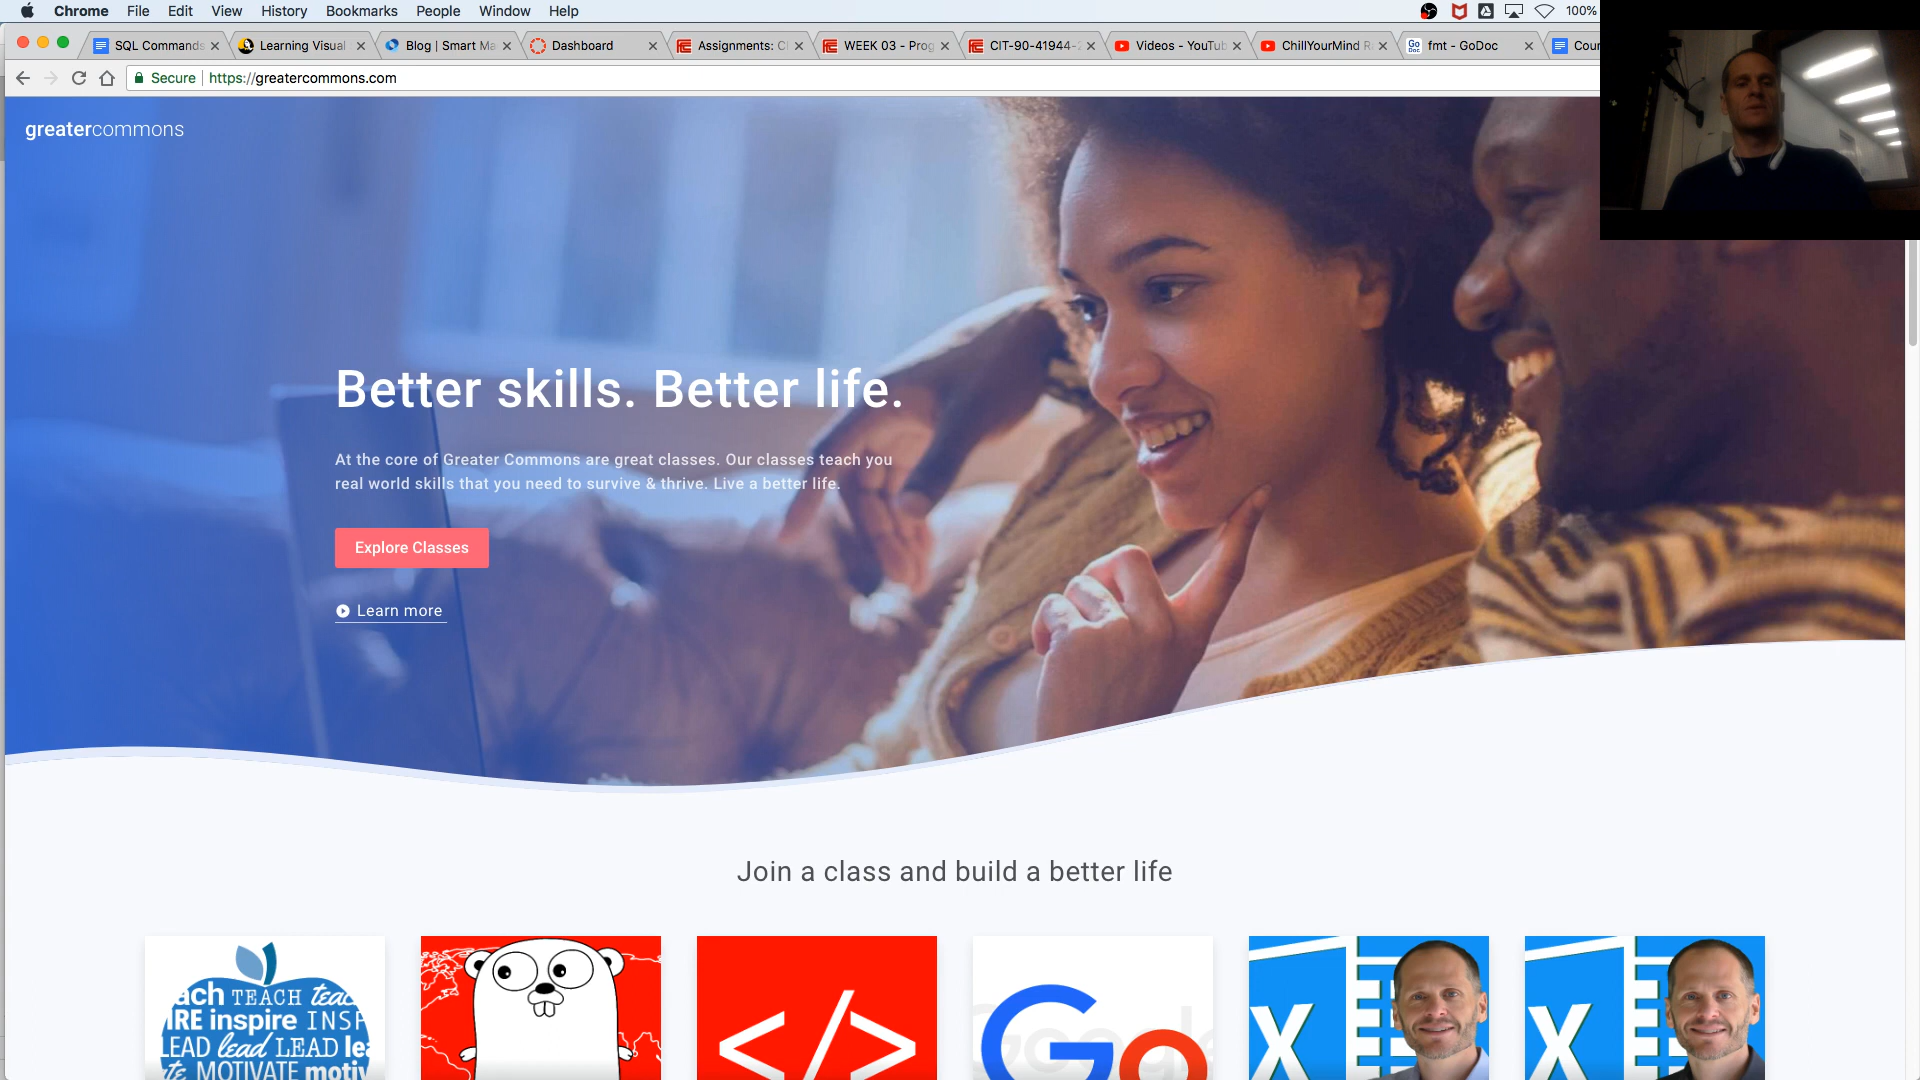 Chrome File Edit View History Bookmarks People Window Help 100%
SQL Commands Learning Visual Blog | Smart Ma Dashboard Assignments: C WEEK 03 - Prog CIT-90-41944- Videos - YouTu ChillYourMind R fmt - GoDoc Cour
Secure https://greatercommons.com
greatercommons
Better skills. Better life.
At the core of Greater Commons are great classes. Our classes teach you
real world skills that you need to survive & thrive. Live a better life.
Explore Classes
Learn more
Join a class and build a better life
TEACH
inspire
LEAD lead LEAD
MOTIVATE
</>
Go
X
X